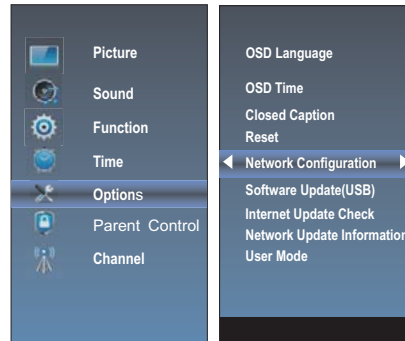 Picture
Sound
Function
Time
Options
Parent Control
Channel
OSD Language
OSD Time
Closed Caption
Reset
Network Configuration
Software Update(USB)
Internet Update Check
Network Update Information
User Mode